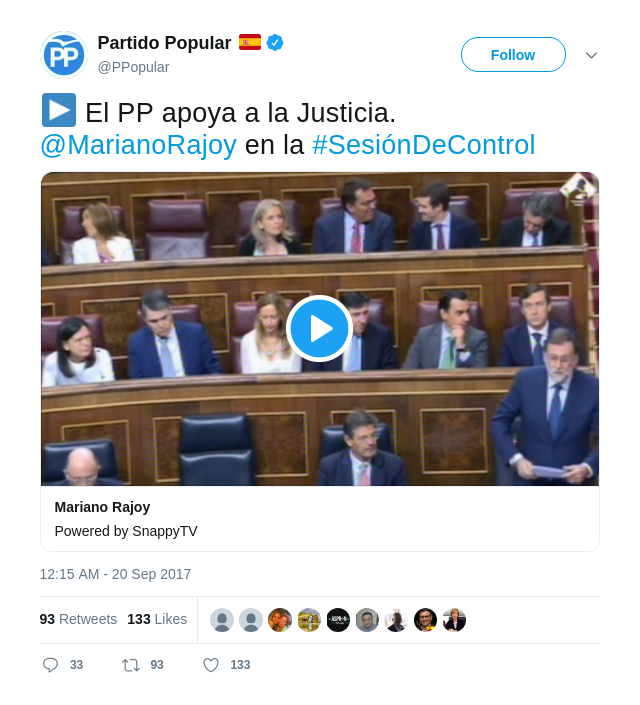 PP
Partido Popular
@PPopular
Follow
El PP apoya a la Justicia.
@MarianoRajoy en la #SesiónDeControl
Mariano Rajoy
Powered by SnappyTV
12:15 AM - 20 Sep 2017
93 Retweets 133 Likes
33 93 133